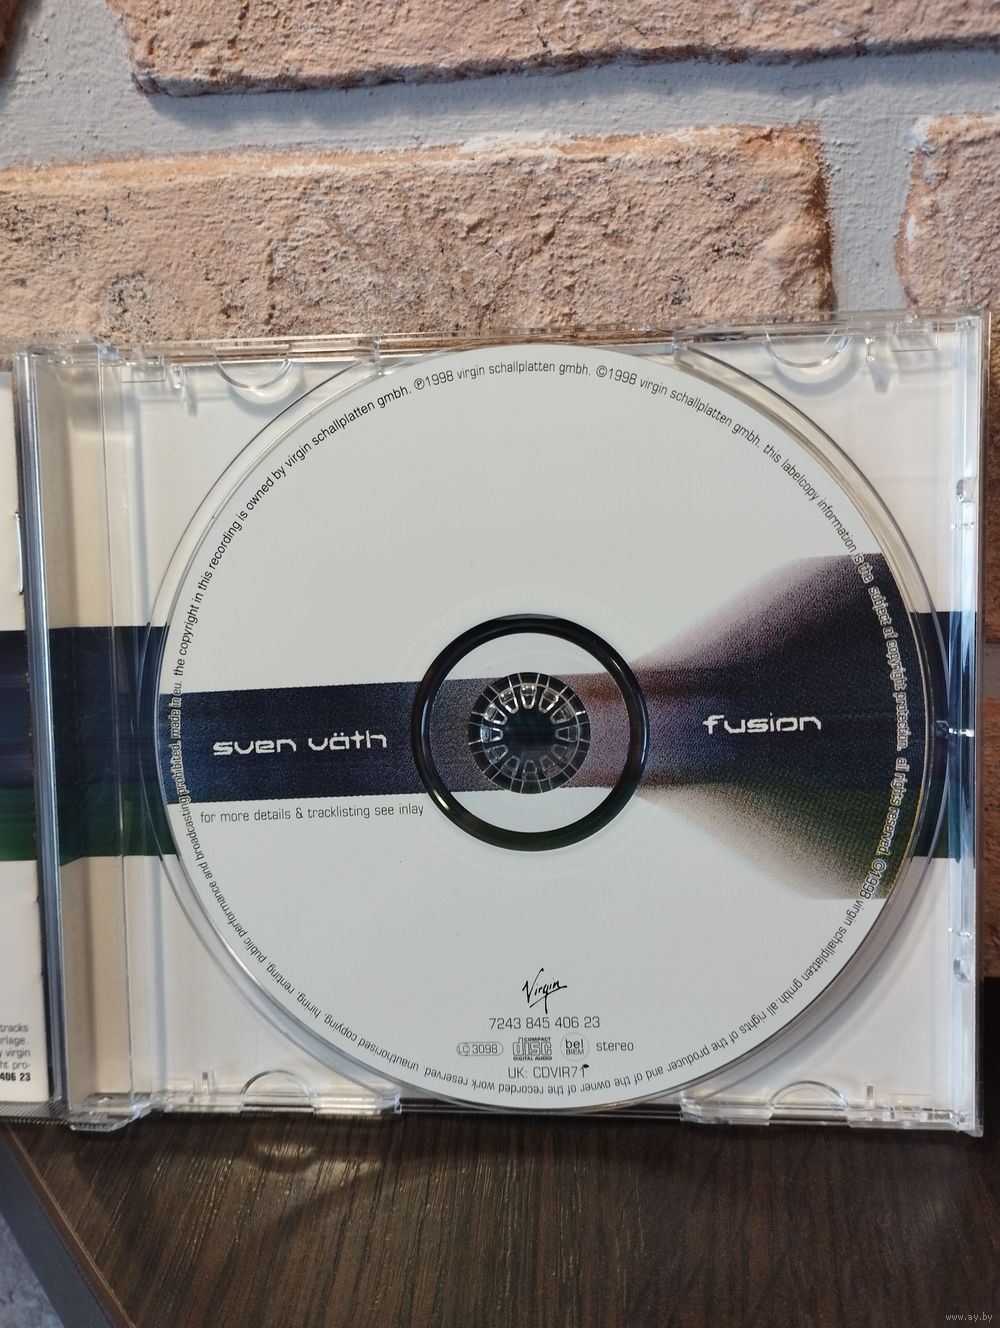 the copyright in this recording is owned by virgin schallplatten gmbh. ℗1998 virgin schallplatten gmbh. ©1998 virgin schallplatten gmbh. this labelcopy information is the subject of copyright protection. all rights reserved. ©1998 virgin schallplatten gmbh. all rights of the producer and of the owner of the recorded work reserved. unauthorised copying, hiring, renting, public performance and broadcasting prohibited. made in eu.
sven väth
fusion
for more details & tracklisting see inlay
Virgin
7243 845 406 23
LC 3098
COMPACT disc DIGITAL AUDIO
bel BIEM
stereo
UK: CDVIR71
tracks
rlage.
virgin
ht pro-
406 23
www.ay.by